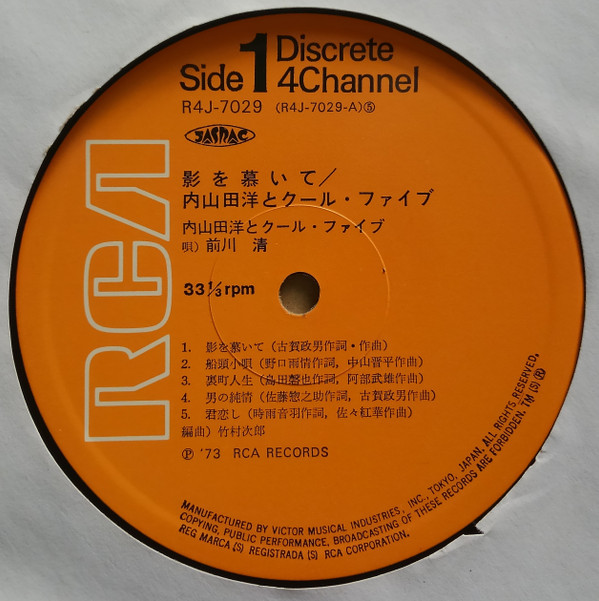 Side 1 Discrete 4Channel
R4J-7029 (R4J-7029-A)⑤
JASRAC
RCA
影を慕いて／
内山田洋とクール・ファイブ
内山田洋とクール・ファイブ
唄）前川 清
33 1/3 rpm
1. 影を慕いて（古賀政男作詞・作曲）
2. 船頭小唄（野口雨情作詞，中山晋平作曲）
3. 裏町人生（島田磬也作詞，阿部武雄作曲）
4. 男の純情（佐藤惣之助作詞，古賀政男作曲）
5. 君恋し（時雨音羽作詞，佐々紅華作曲）
編曲）竹村次郎
Ⓟ '73 RCA RECORDS
MANUFACTURED BY VICTOR MUSICAL INDUSTRIES, INC., TOKYO, JAPAN. ALL RIGHTS RESERVED.
COPYING, PUBLIC PERFORMANCE, BROADCASTING OF THESE RECORDS ARE FORBIDDEN. TM (S) ®
REG MARCA (S) REGISTRADA (S) RCA CORPORATION.